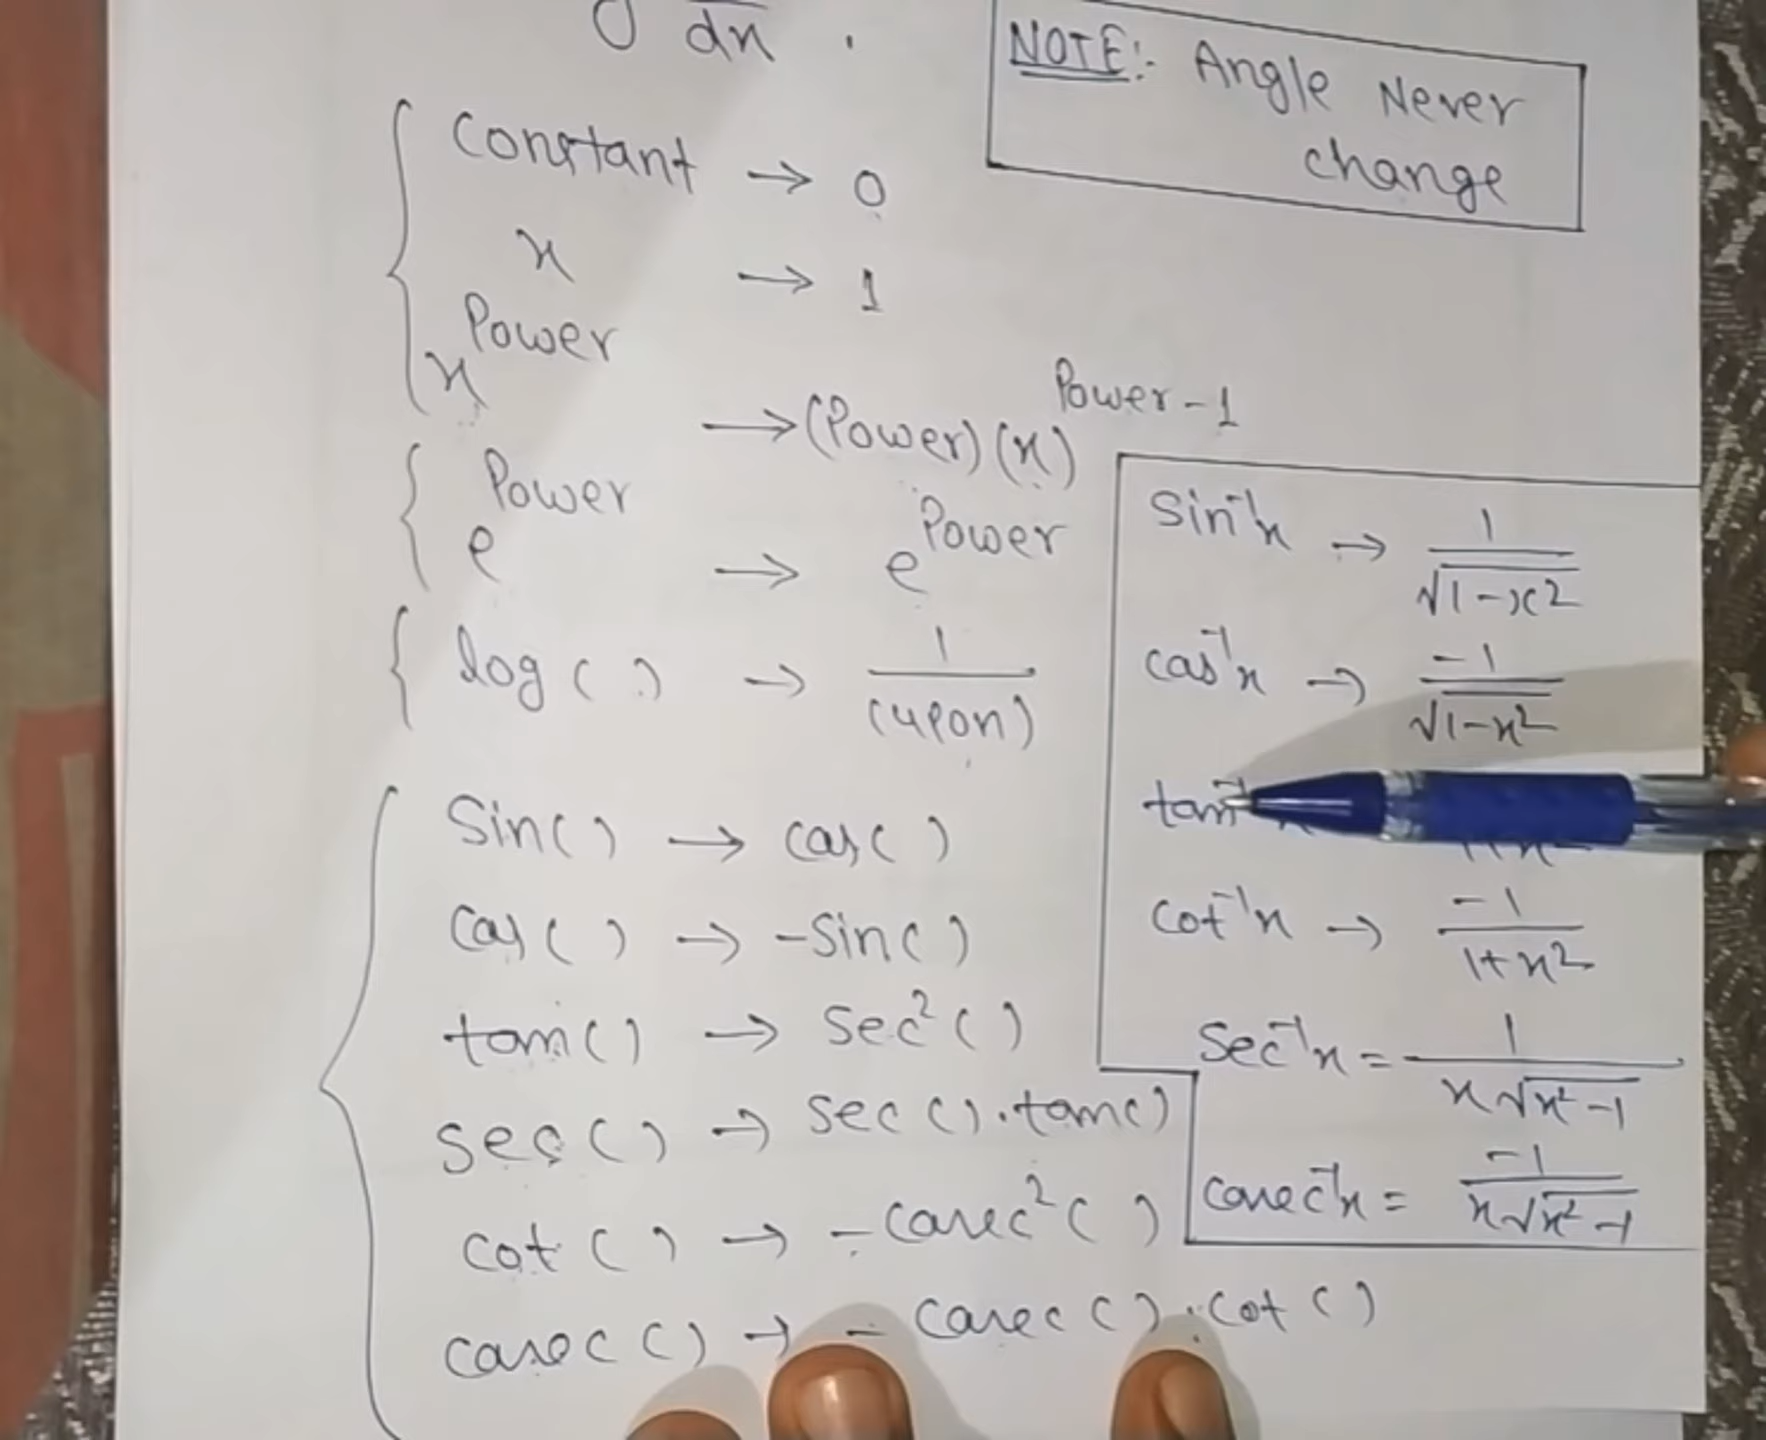 dx .
NOTE:- Angle Never
change
Constant → 0
x → 1
x^Power → (Power)(x)^Power-1
e^Power → e^Power
log( ) → 1/(upon)
Sin( ) → cos( )
Cos( ) → -Sin( )
tan( ) → Sec²( )
sec( ) → sec( ).tan( )
cot( ) → -cosec²( )
cosec( ) → - cosec( ).cot( )
Sin⁻¹x → 1/√1-x²
cos⁻¹x → -1/√1-x²
tan⁻¹
cot⁻¹x → -1/1+x²
Sec⁻¹x = 1/x√x²-1
cosec⁻¹x = -1/x√x²-1